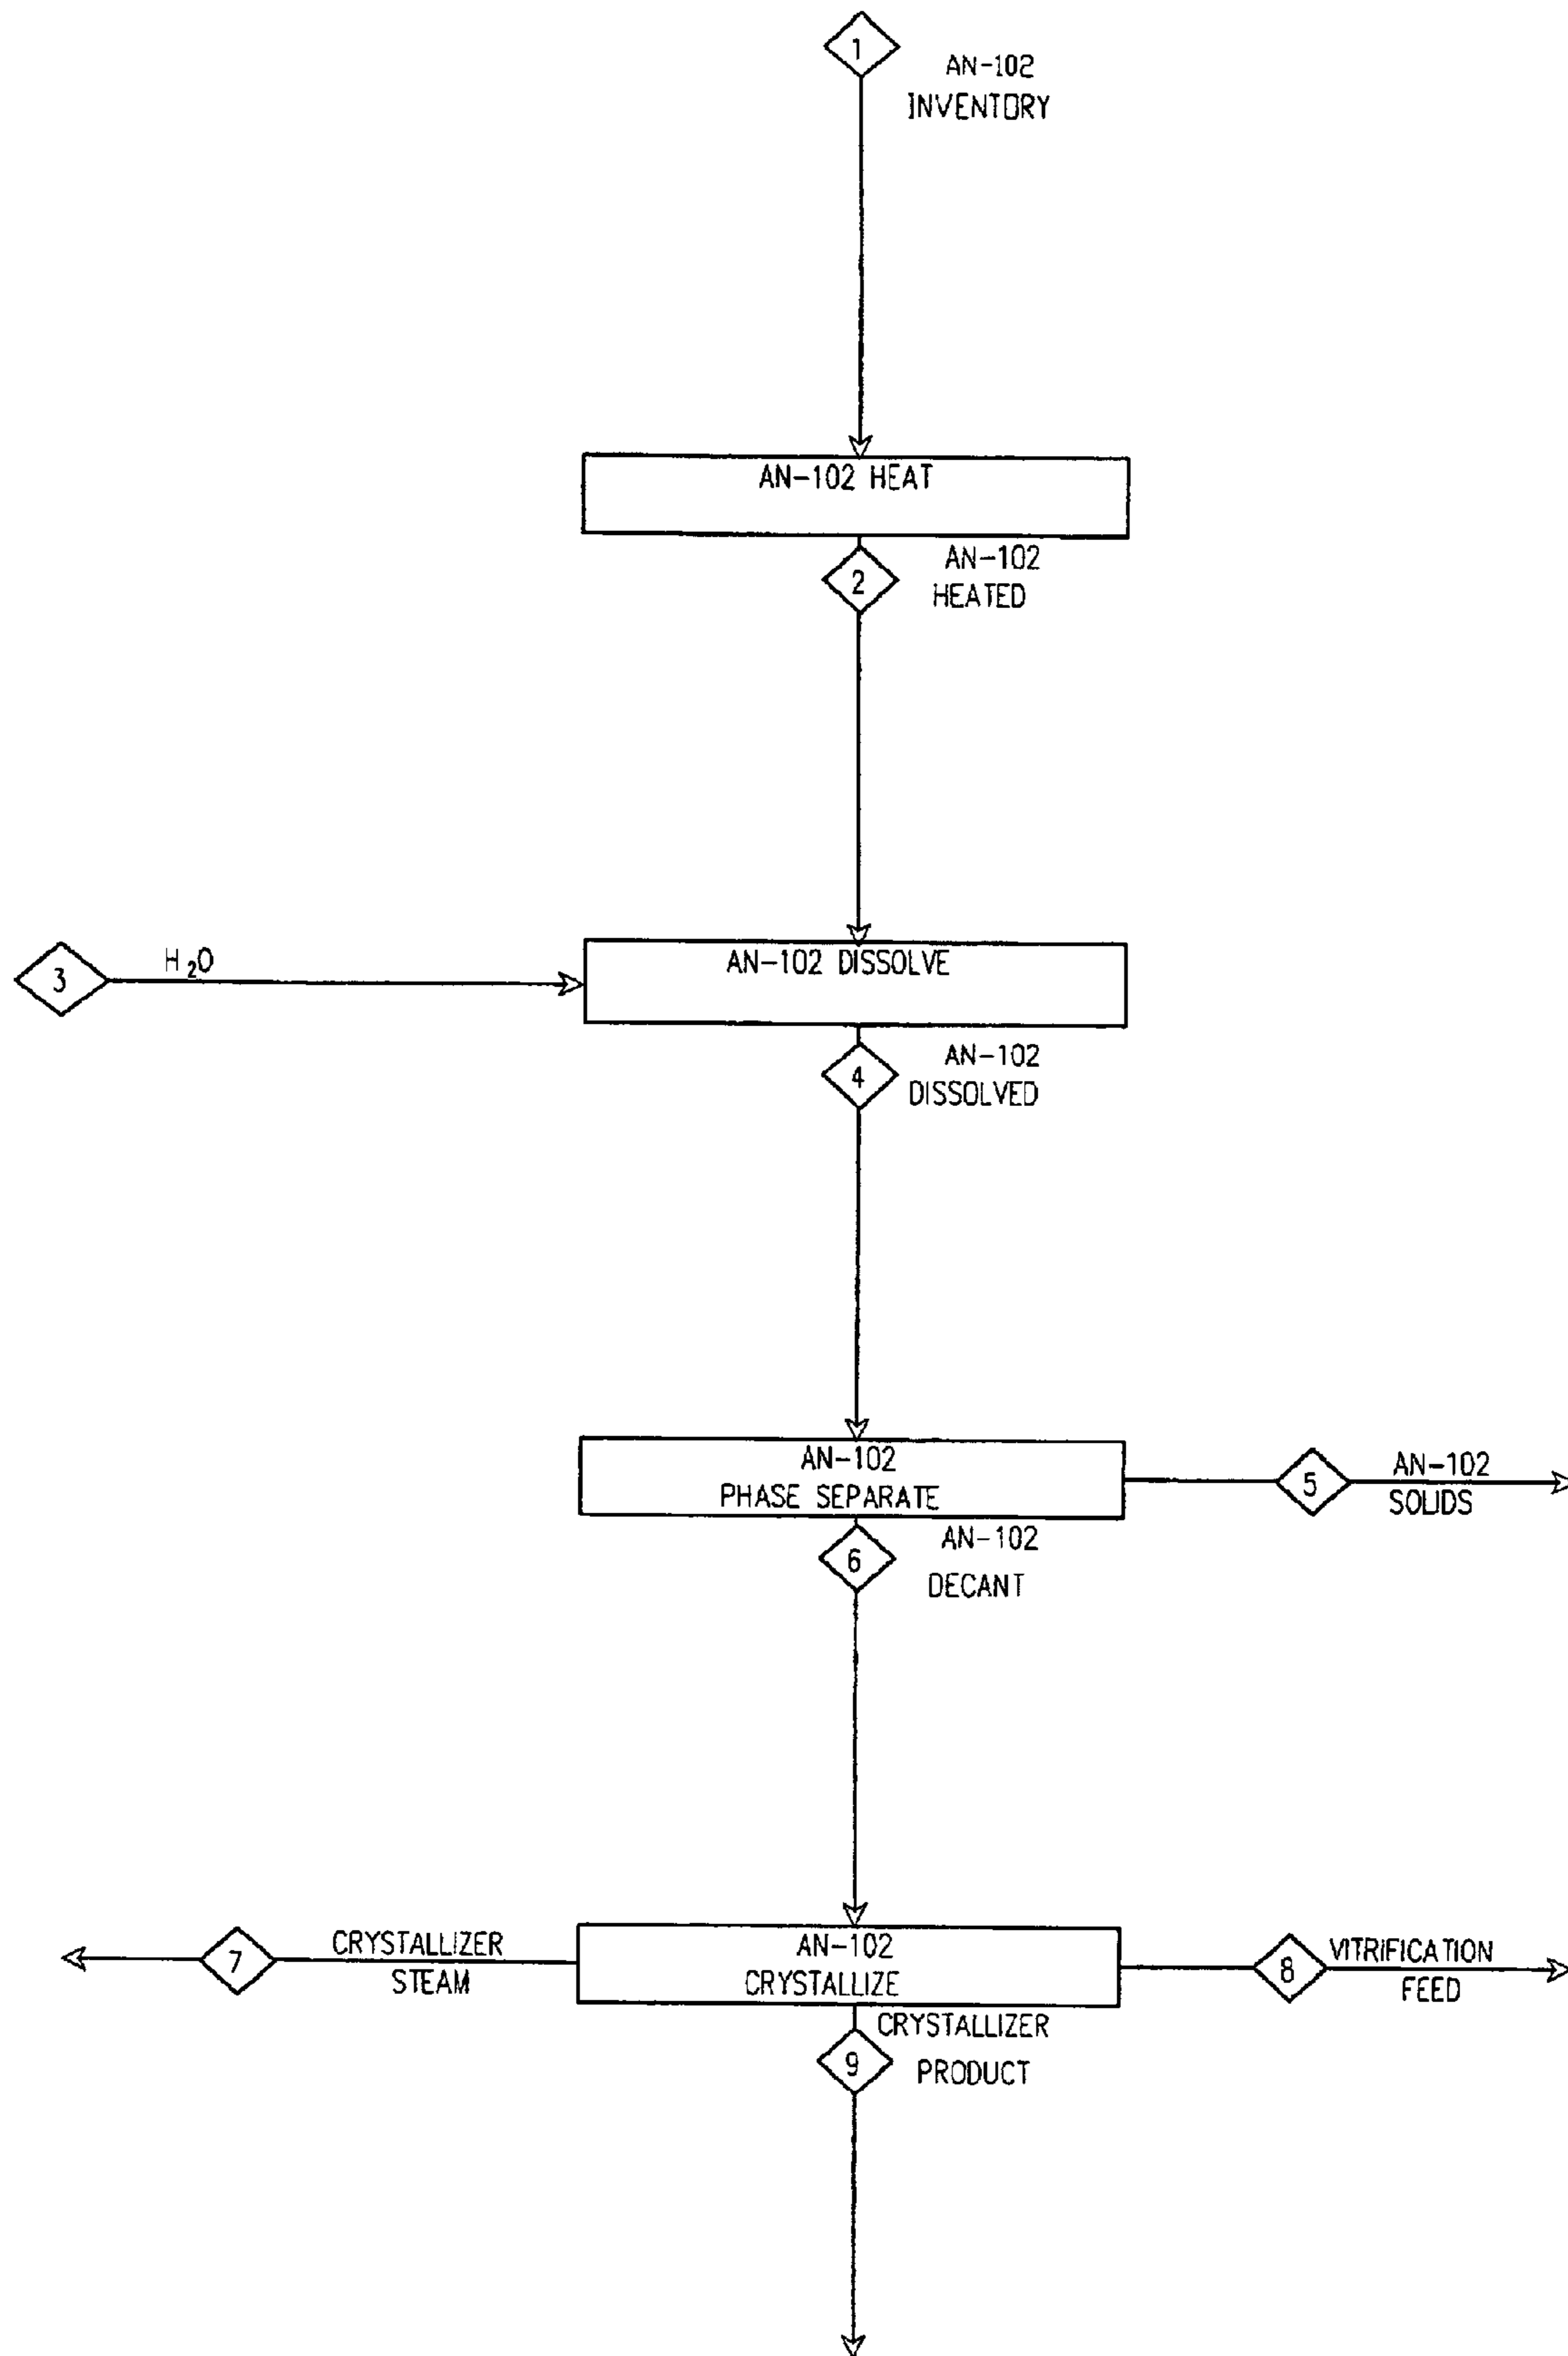 1
AN-102
INVENTORY
AN-102 HEAT
2
AN-102
HEATED
3
H₂O
AN-102 DISSOLVE
4
AN-102
DISSOLVED
AN-102
PHASE SEPARATE
5
AN-102
SOLIDS
6
AN-102
DECANT
7
CRYSTALLIZER
STEAM
AN-102
CRYSTALLIZE
8
VITRIFICATION
FEED
9
CRYSTALLIZER
PRODUCT